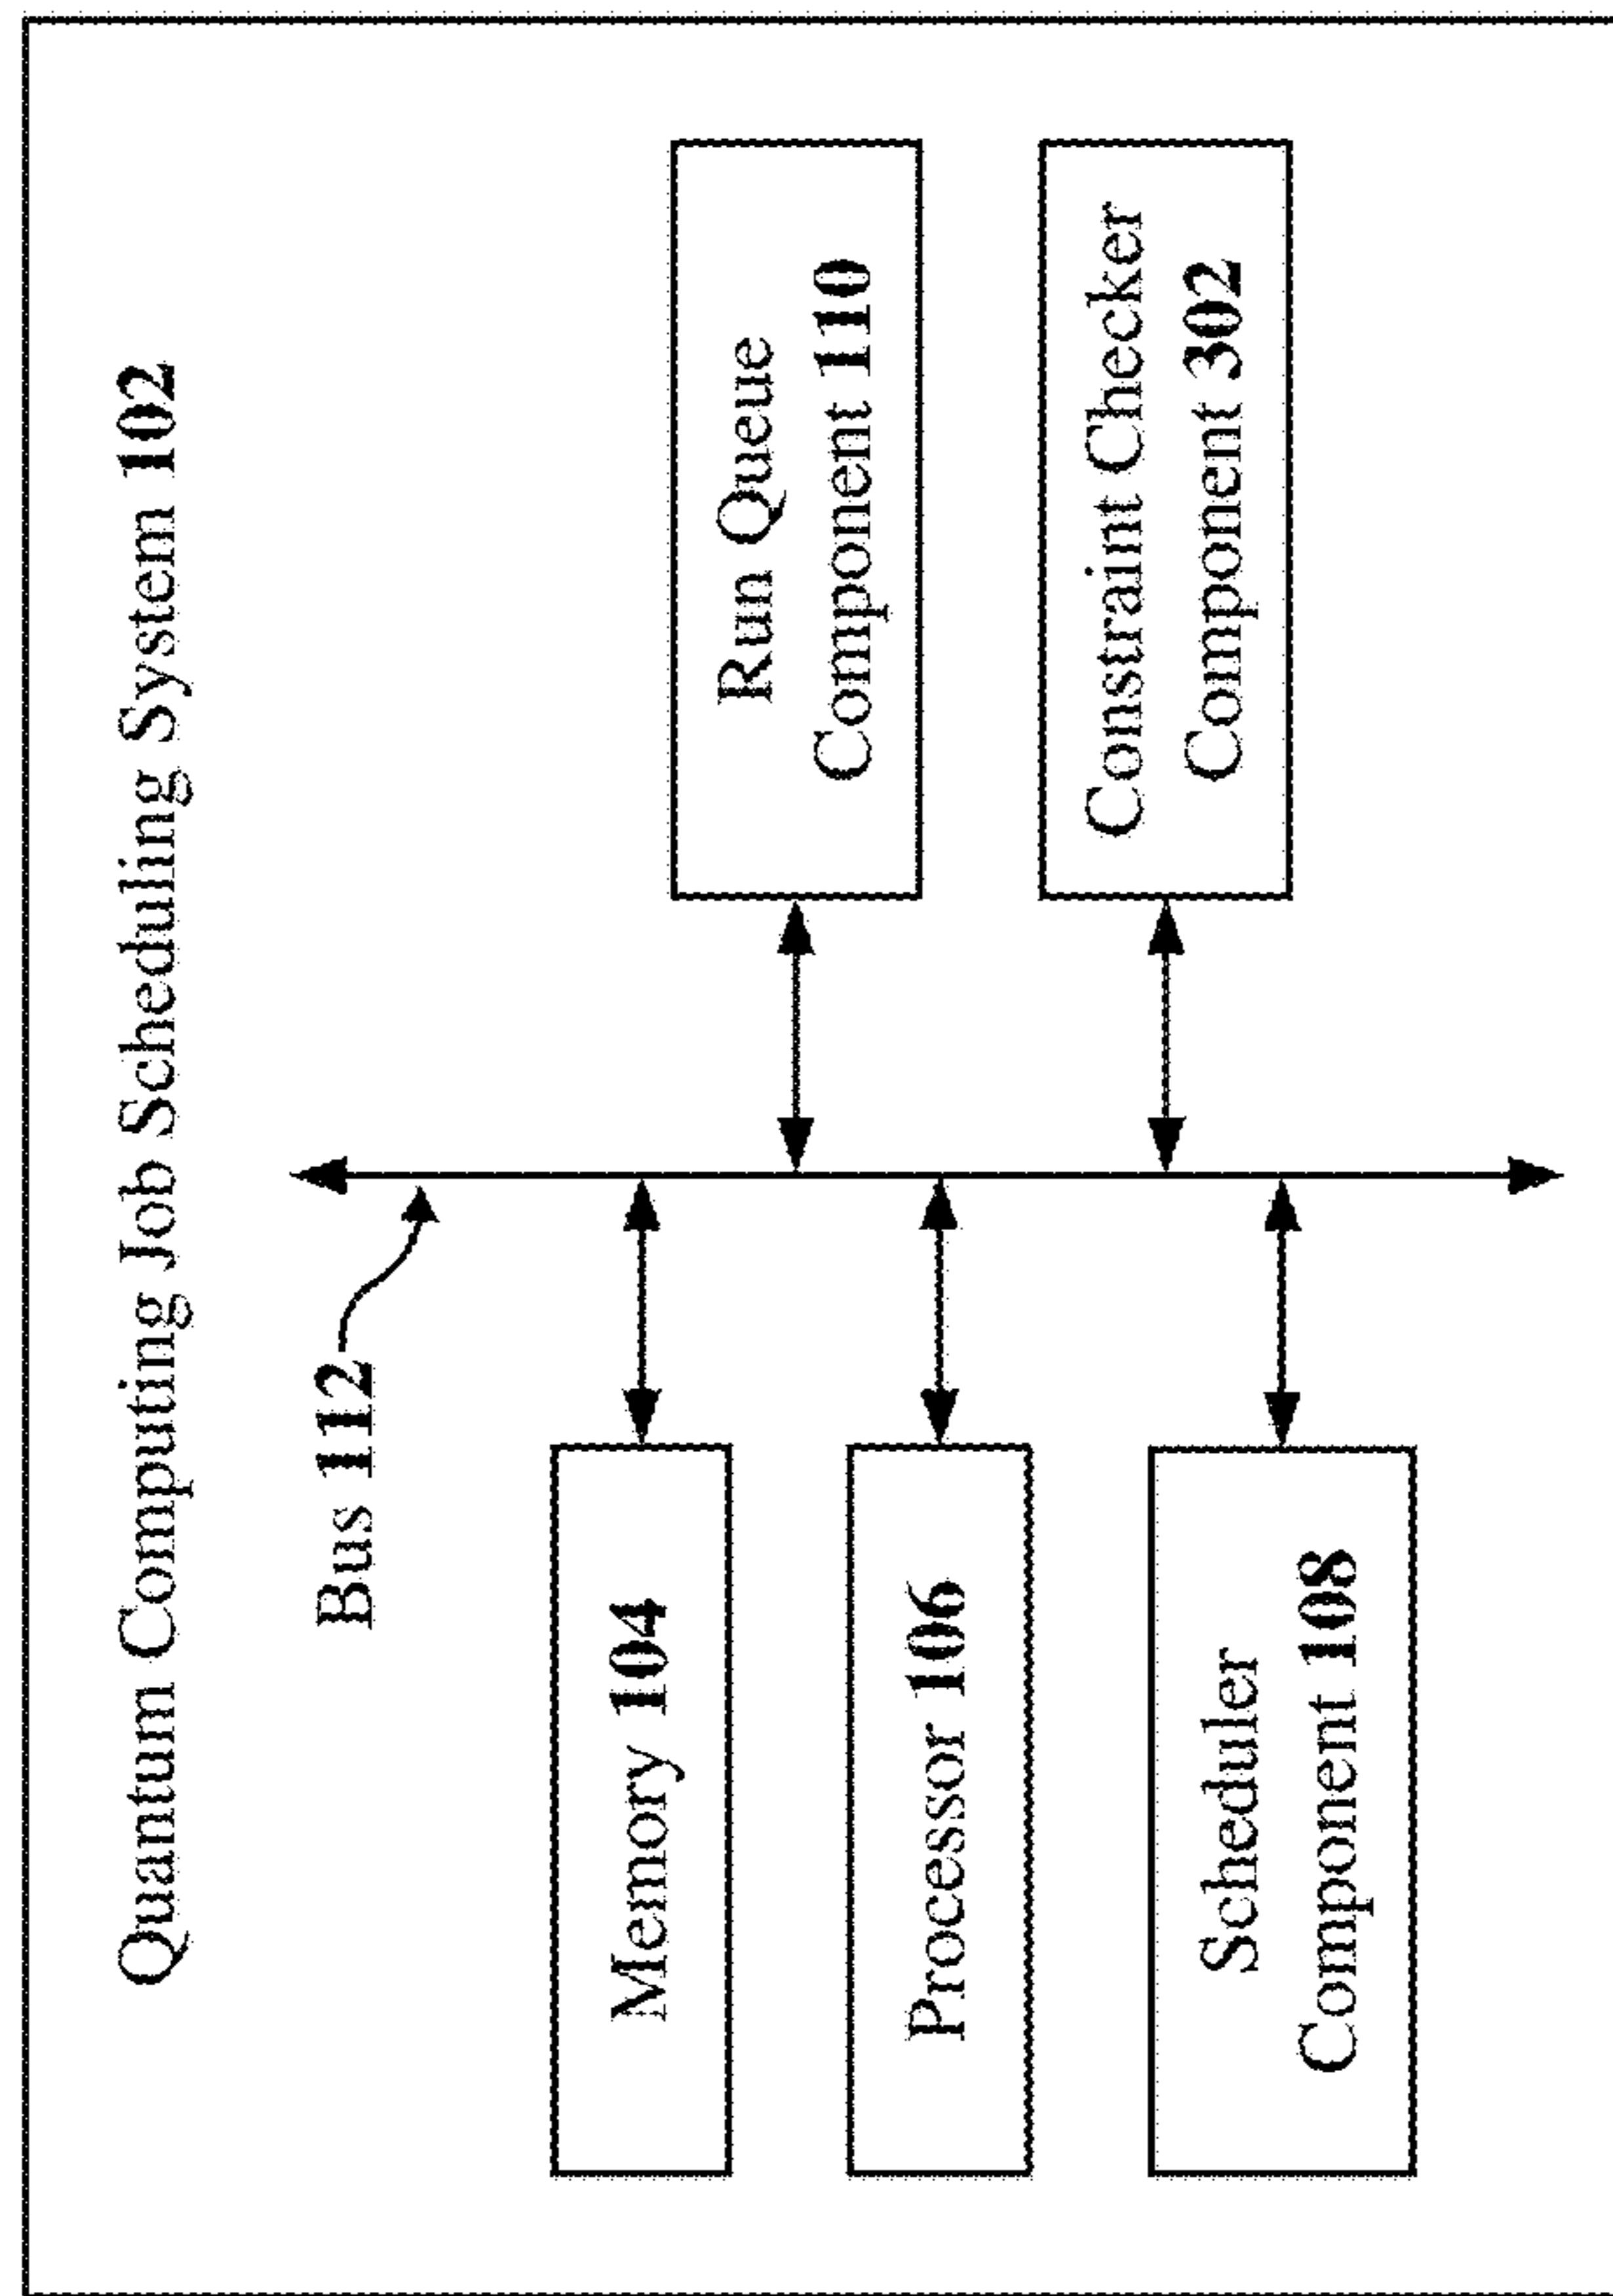 Quantum Computing Job Scheduling System 102
Bus 112
Memory 104
Processor 106
Scheduler
Component 108
Run Queue
Component 110
Constraint Checker
Component 302